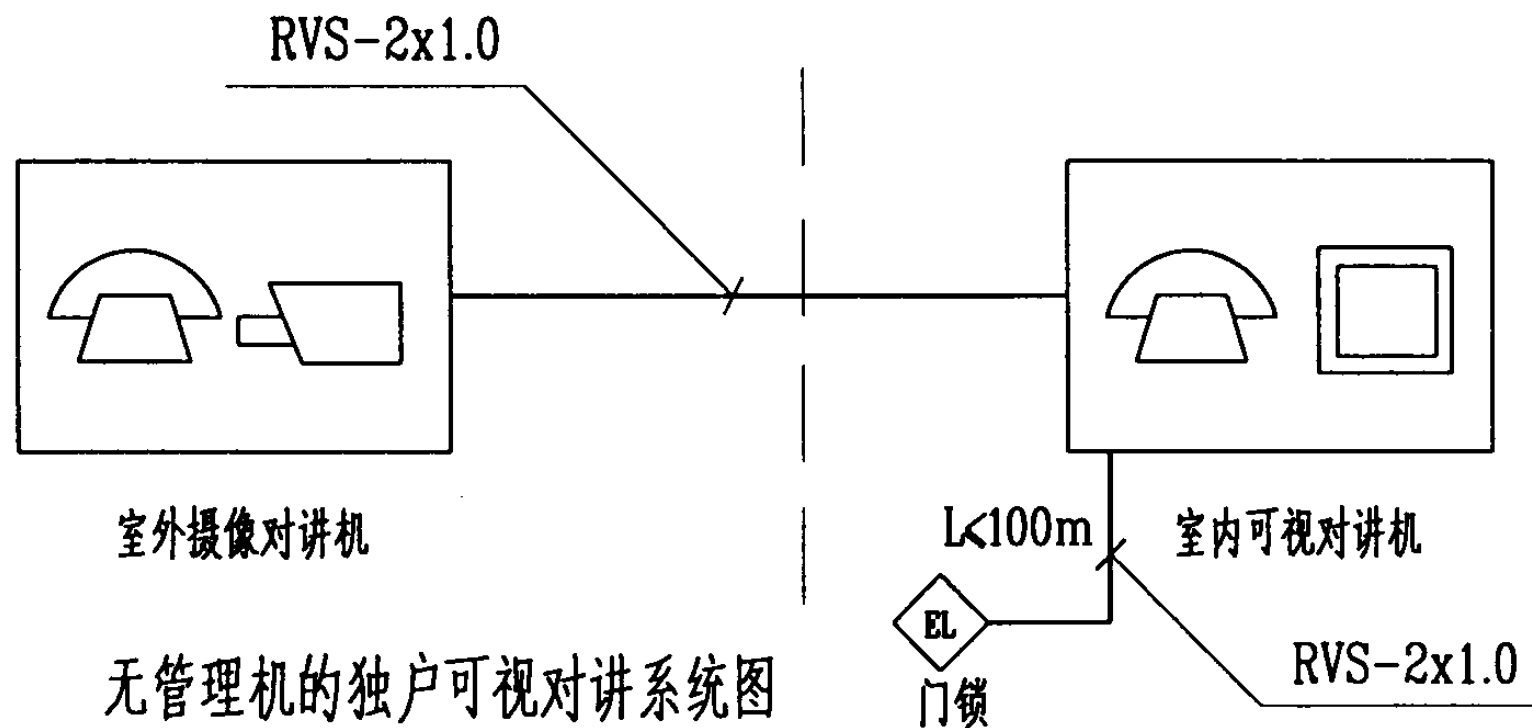 RVS-2x1.0
室外摄像对讲机
L<100m
室内可视对讲机
EL
门锁
RVS-2x1.0
无管理机的独户可视对讲系统图